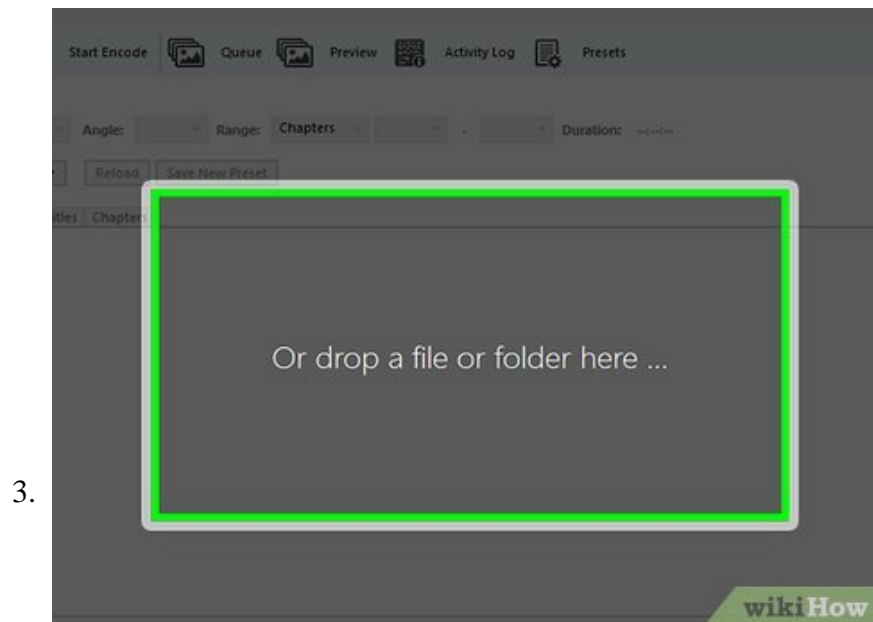 Start Encode Queue Preview Activity Log Presets
Angle: Range: Chapters - Duration: --:--:--
Reload Save New Preset
Chapters
Or drop a file or folder here ...
3.
wikiHow